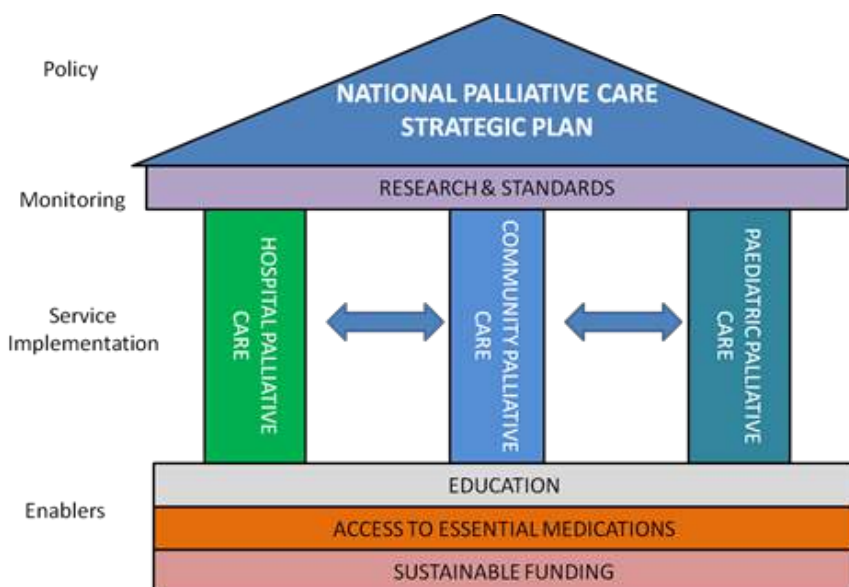 Policy
NATIONAL PALLIATIVE CARE
STRATEGIC PLAN
Monitoring
RESEARCH & STANDARDS
Service
Implementation
HOSPITAL PALLIATIVE
CARE
COMMUNITY PALLIATIVE
CARE
PAEDIATRIC PALLIATIVE
CARE
Enablers
EDUCATION
ACCESS TO ESSENTIAL MEDICATIONS
SUSTAINABLE FUNDING